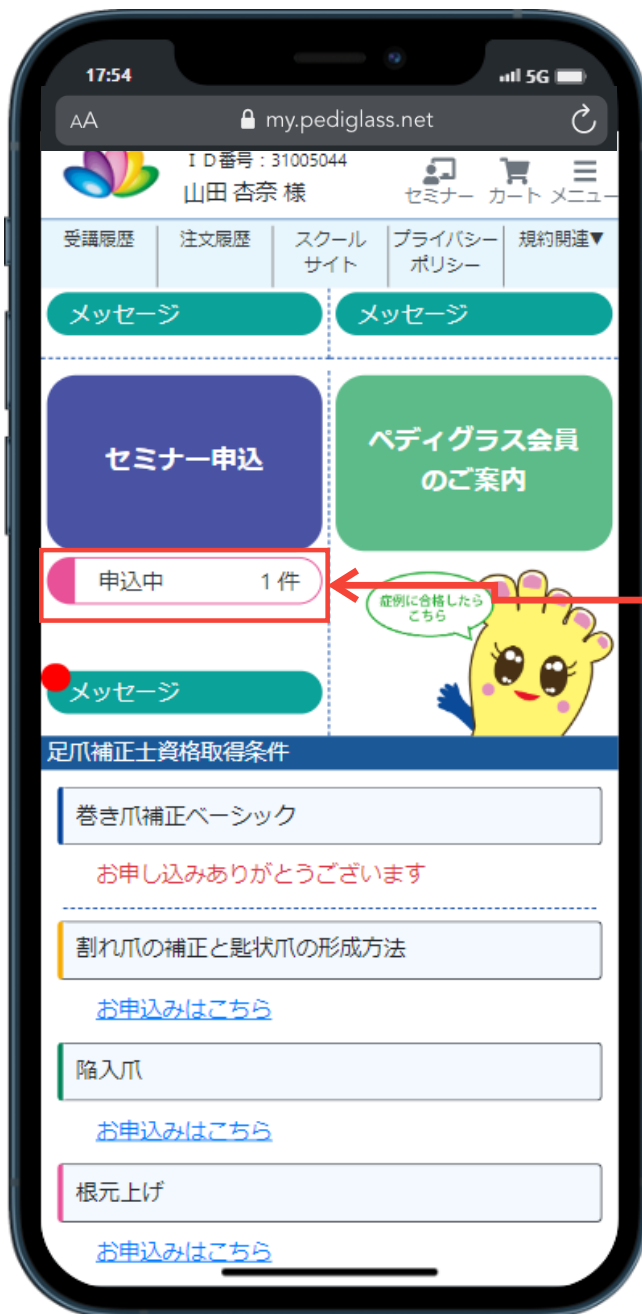 17:54
5G
AA my.pediglass.net
ＩＤ番号：31005044
山田 杏奈 様
セミナー カート メニュー
受講履歴 注文履歴 スクールサイト プライバシーポリシー 規約関連▼
メッセージ メッセージ
セミナー申込
ペディグラス会員
のご案内
申込中 1 件
症例に合格したら
こちら
メッセージ
足爪補正士資格取得条件
巻き爪補正ベーシック
お申し込みありがとうございます
割れ爪の補正と匙状爪の形成方法
お申込みはこちら
陥入爪
お申込みはこちら
根元上げ
お申込みはこちら